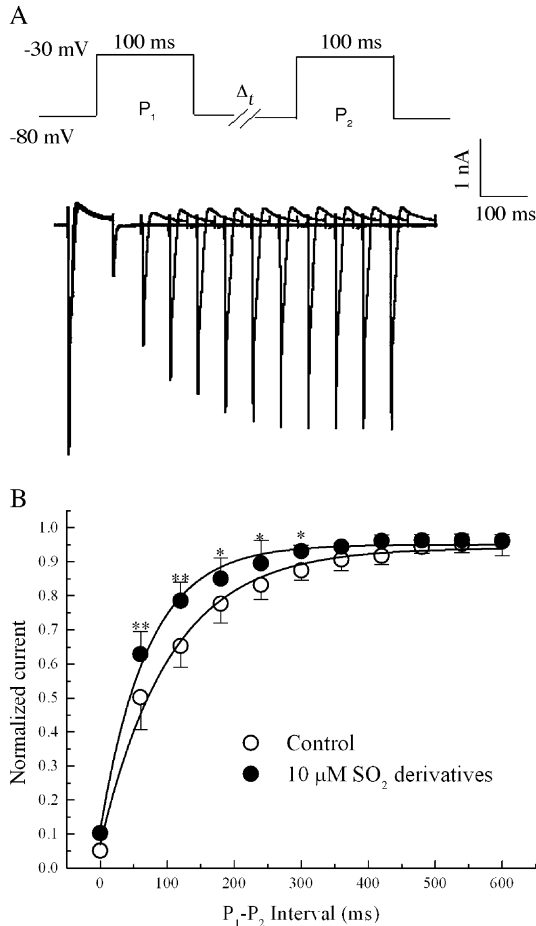 A
-30 mV
100 ms
100 ms
Δt
P1
P2
-80 mV
1 nA
100 ms
B
1.0
0.9
0.8
0.7
0.6
0.5
0.4
0.3
0.2
0.1
0.0
Normalized current
**
**
*
*
*
Control
10 μM SO2 derivatives
0
100
200
300
400
500
600
P1-P2 Interval (ms)